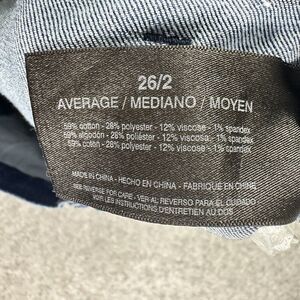 26/2
AVERAGE / MEDIANO / MOYEN
59% cotton - 28% polyester - 12% viscose - 1% spandex
59% algodon - 28% poliéster - 12% viscosa - 1% spandex
59% coton - 28% polyester - 12% viscose - 1% spandex
MADE IN CHINA - HECHO EN CHINA - FABRIQUE EN CHINE
SEE REVERSE FOR CARE - VER AL REVERSO PARA EL CUIDADO
VOIR LES INSTRUCTIONS D'ENTRETIEN AU DOS